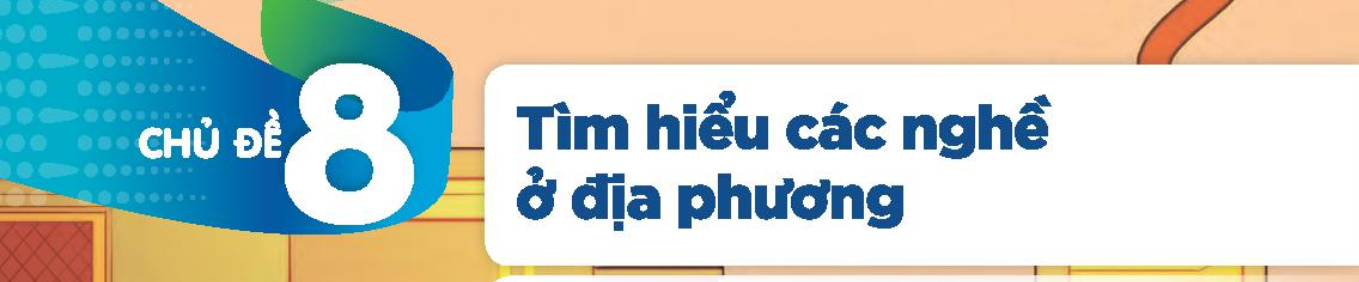 CHỦ ĐỀ 8
Tìm hiểu các nghề
ở địa phương